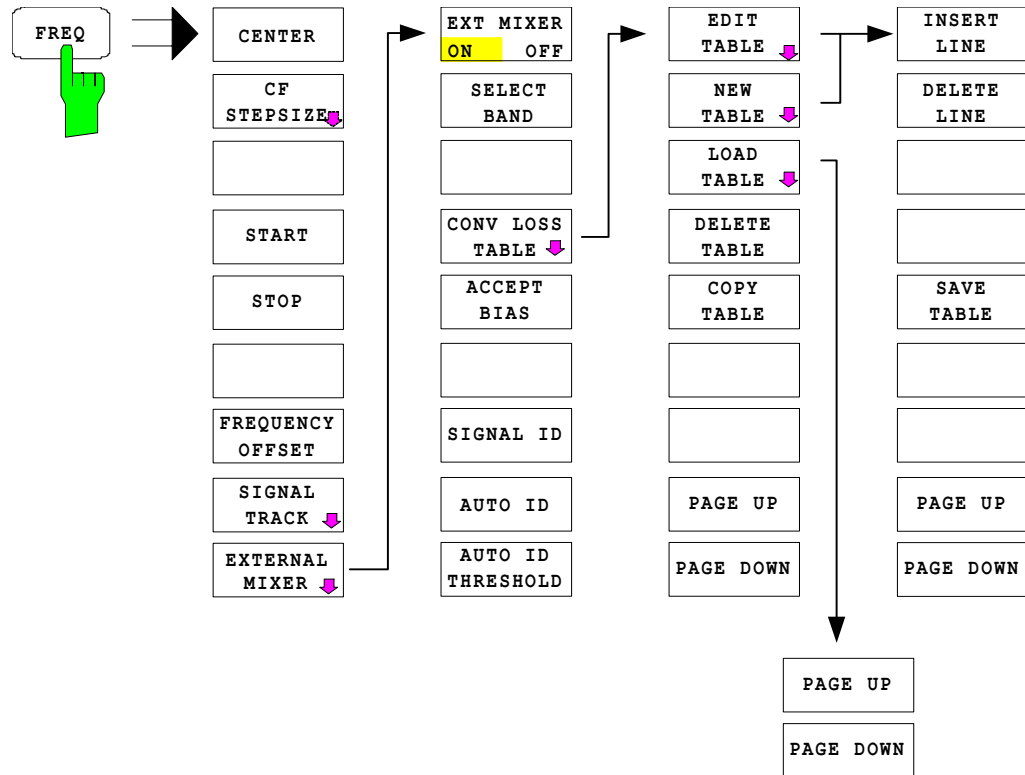 FREQ
CENTER
CF
STEPSIZE
START
STOP
FREQUENCY
OFFSET
SIGNAL
TRACK
EXTERNAL
MIXER
EXT MIXER
ON OFF
SELECT
BAND
CONV LOSS
TABLE
ACCEPT
BIAS
SIGNAL ID
AUTO ID
AUTO ID
THRESHOLD
EDIT
TABLE
NEW
TABLE
LOAD
TABLE
DELETE
TABLE
COPY
TABLE
PAGE UP
PAGE DOWN
INSERT
LINE
DELETE
LINE
SAVE
TABLE
PAGE UP
PAGE DOWN
PAGE UP
PAGE DOWN